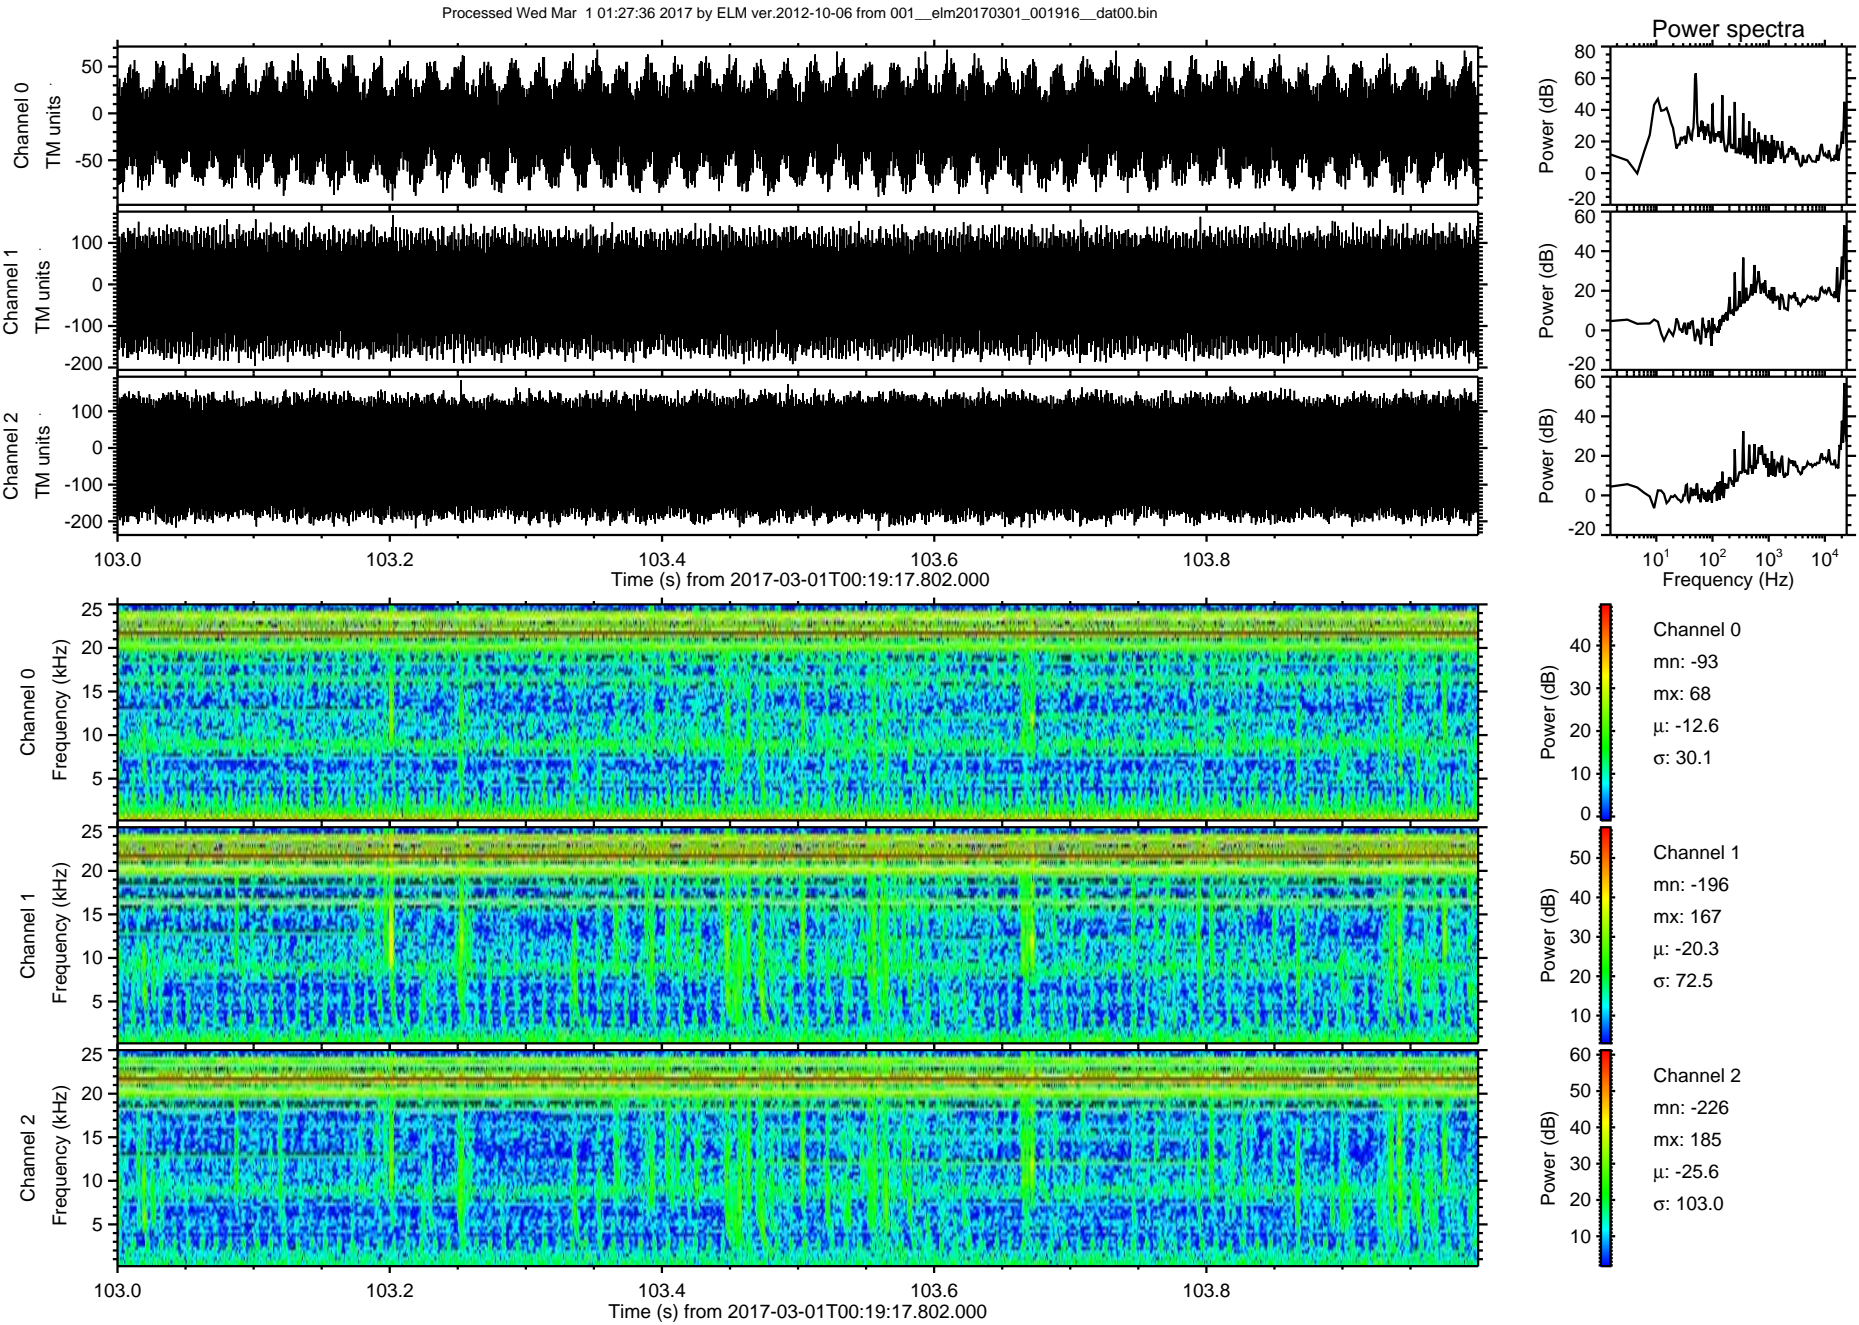 Processed Wed Mar  1 01:27:36 2017 by ELM ver.2012-10-06 from 001__elm20170301_001916__dat00.bin
Power spectra
Channel 0
TM units
50
0
-50
Power (dB)
80
60
40
20
0
-20
Channel 1
TM units
100
0
-100
-200
Power (dB)
60
40
20
0
-20
Channel 2
TM units
100
0
-100
-200
Power (dB)
60
40
20
0
-20
103.0 103.2 103.4 103.6 103.8
Time (s) from 2017-03-01T00:19:17.802.000
10^1 10^2 10^3 10^4
Frequency (Hz)
Channel 0
Frequency (kHz)
25
20
15
10
5
Power (dB)
40
30
20
10
0
Channel 0
mn: -93
mx: 68
μ: -12.6
σ: 30.1
Channel 1
Frequency (kHz)
25
20
15
10
5
Power (dB)
50
40
30
20
10
Channel 1
mn: -196
mx: 167
μ: -20.3
σ: 72.5
Channel 2
Frequency (kHz)
25
20
15
10
5
Power (dB)
60
50
40
30
20
10
Channel 2
mn: -226
mx: 185
μ: -25.6
σ: 103.0
103.0 103.2 103.4 103.6 103.8
Time (s) from 2017-03-01T00:19:17.802.000